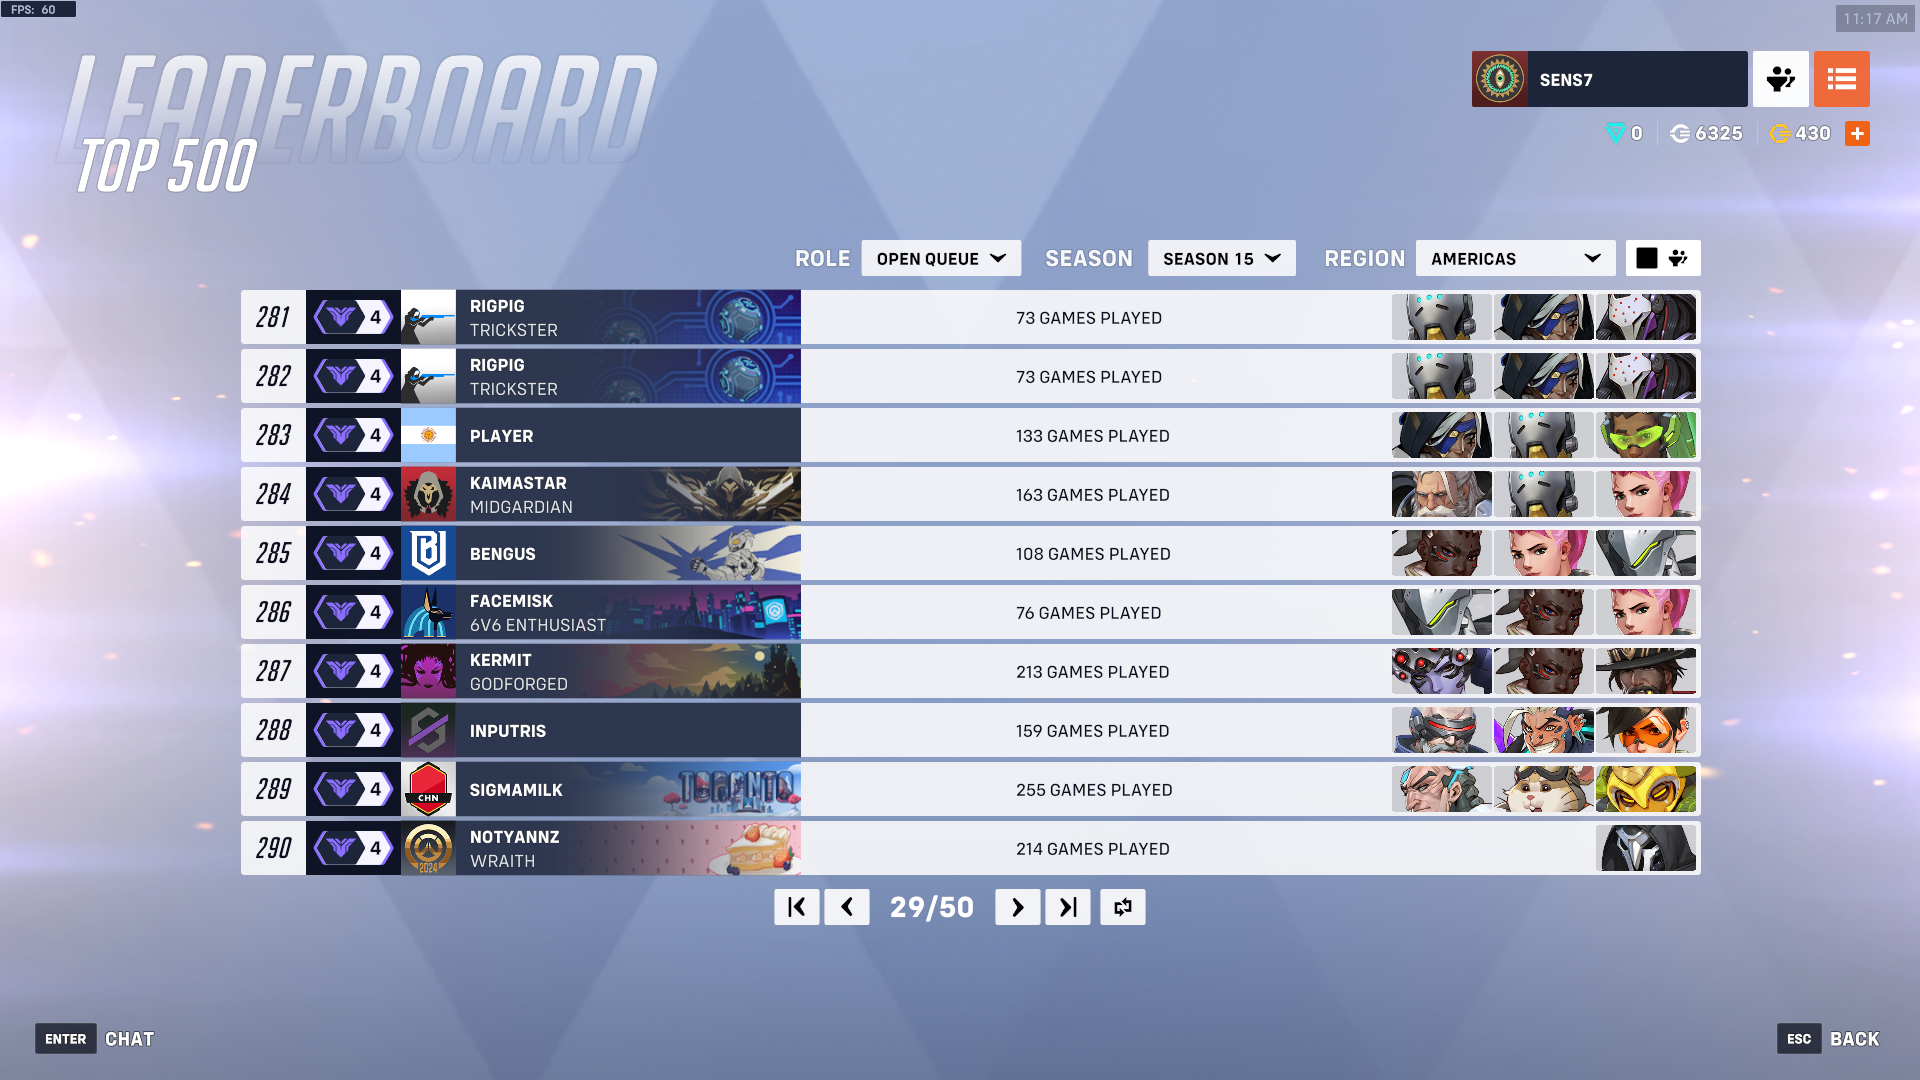 FPS: 60
11:17 AM
LEADERBOARD
TOP 500
SENS7
0 6325 430
ROLE OPEN QUEUE SEASON SEASON 15 REGION AMERICAS
281 4 RIGPIG 73 GAMES PLAYED
TRICKSTER
282 4 RIGPIG 73 GAMES PLAYED
TRICKSTER
283 4 PLAYER 133 GAMES PLAYED
284 4 KAIMASTAR 163 GAMES PLAYED
MIDGARDIAN
285 4 BENGUS 108 GAMES PLAYED
286 4 FACEMISK 76 GAMES PLAYED
6V6 ENTHUSIAST
287 4 KERMIT 213 GAMES PLAYED
GODFORGED
288 4 INPUTRIS 159 GAMES PLAYED
289 4 CHN SIGMAMILK TORONTO 255 GAMES PLAYED
290 4 2024 NOTYANNZ 214 GAMES PLAYED
WRAITH
29/50
ENTER CHAT
ESC BACK